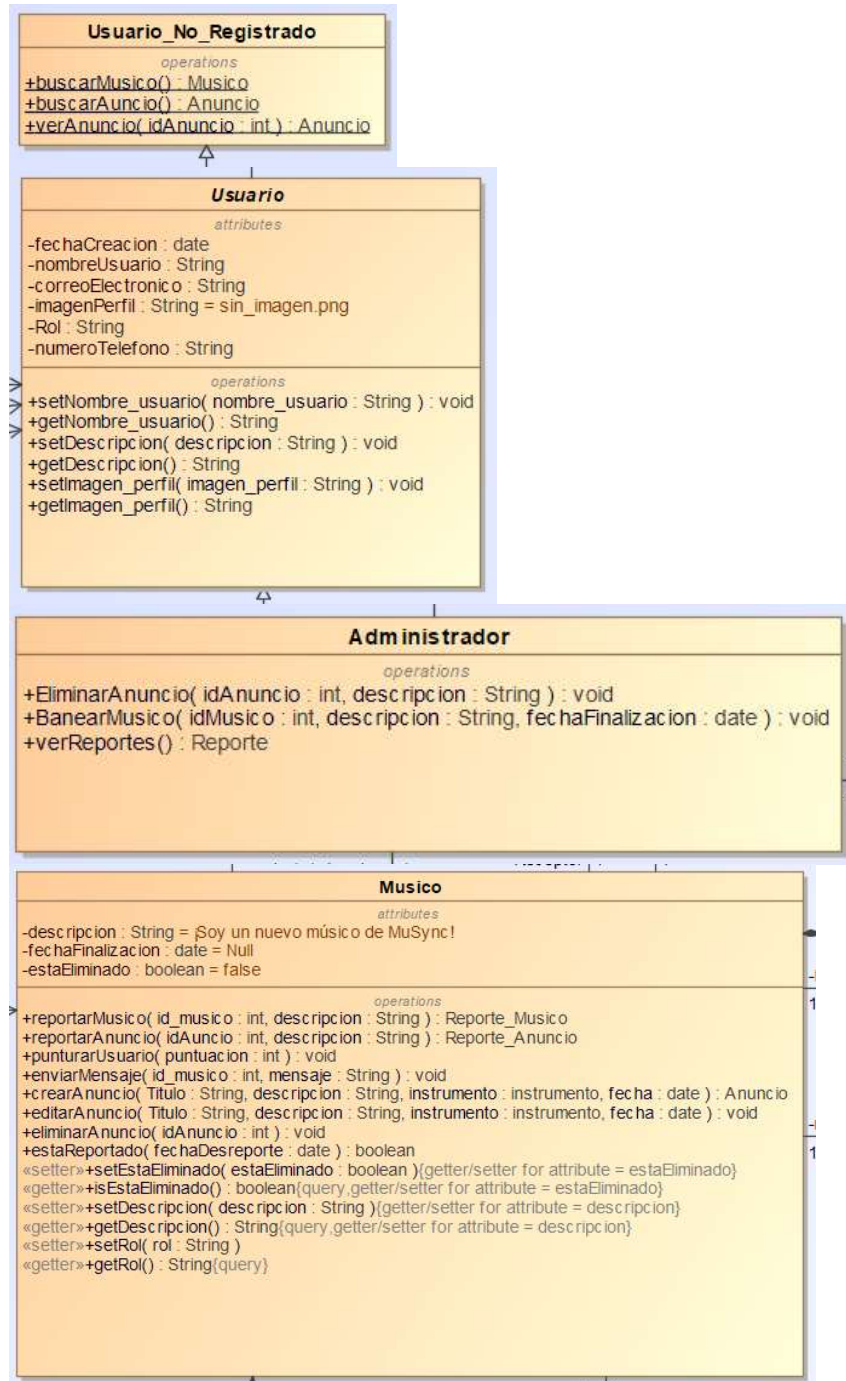 Usuario_No_Registrado
operations
+buscarMusico() : Musico
+buscarAuncio() : Anuncio
+verAnuncio( idAnuncio : int ) : Anuncio
Usuario
attributes
-fechaCreacion : date
-nombreUsuario : String
-correoElectronico : String
-imagenPerfil : String = sin_imagen.png
-Rol : String
-numeroTelefono : String
operations
+setNombre_usuario( nombre_usuario : String ) : void
+getNombre_usuario() : String
+setDescripcion( descripcion : String ) : void
+getDescripcion() : String
+setImagen_perfil( imagen_perfil : String ) : void
+getImagen_perfil() : String
Administrador
operations
+EliminarAnuncio( idAnuncio : int, descripcion : String ) : void
+BanearMusico( idMusico : int, descripcion : String, fechaFinalizacion : date ) : void
+verReportes() : Reporte
Musico
attributes
-descripcion : String = ¡Soy un nuevo músico de MuSync!
-fechaFinalizacion : date = Null
-estaEliminado : boolean = false
operations
+reportarMusico( id_musico : int, descripcion : String ) : Reporte_Musico
+reportarAnuncio( idAuncio : int, descripcion : String ) : Reporte_Anuncio
+punturarUsuario( puntuacion : int ) : void
+enviarMensaje( id_musico : int, mensaje : String ) : void
+crearAnuncio( Titulo : String, descripcion : String, instrumento : instrumento, fecha : date ) : Anuncio
+editarAnuncio( Titulo : String, descripcion : String, instrumento : instrumento, fecha : date ) : void
+eliminarAnuncio( idAnuncio : int ) : void
+estaReportado( fechaDesreporte : date ) : boolean
«setter»+setEstaEliminado( estaEliminado : boolean ){getter/setter for attribute = estaEliminado}
«getter»+isEstaEliminado() : boolean{query,getter/setter for attribute = estaEliminado}
«setter»+setDescripcion( descripcion : String ){getter/setter for attribute = descripcion}
«getter»+getDescripcion() : String{query,getter/setter for attribute = descripcion}
«setter»+setRol( rol : String )
«getter»+getRol() : String{query}
1
1